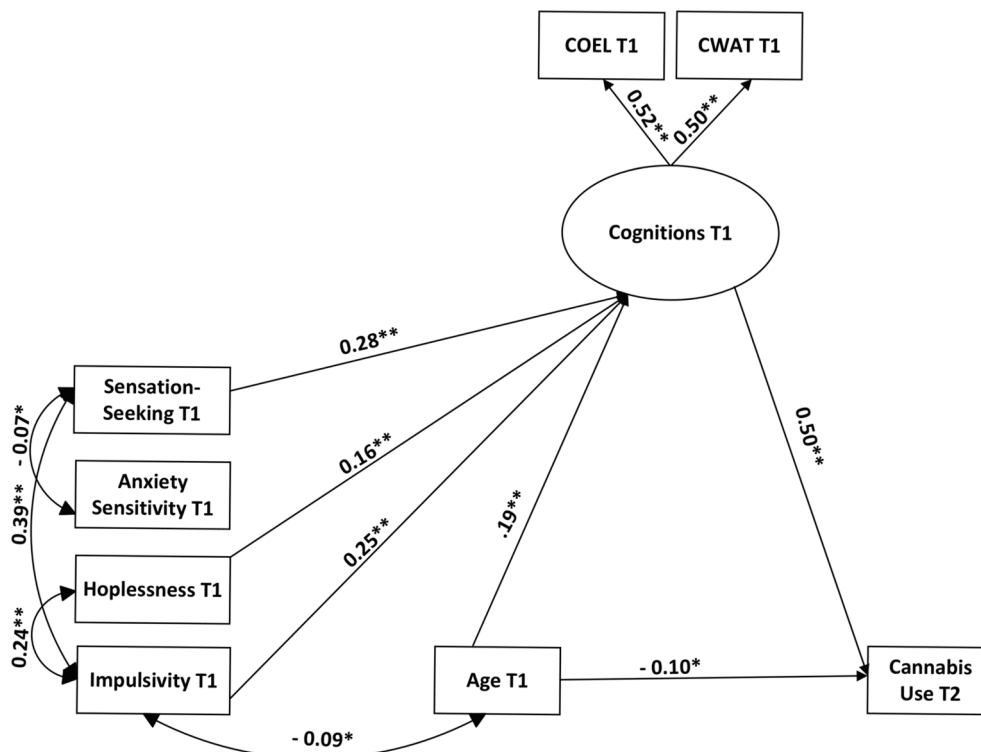 COEL T1
CWAT T1
0.52**
0.50**
Cognitions T1
0.28**
Sensation-
Seeking T1
- 0.07*
0.39**
Anxiety
Sensitivity T1
0.16**
0.25**
.19**
0.50**
Hoplessness T1
0.24**
Impulsivity T1
Age T1
- 0.10*
Cannabis
Use T2
- 0.09*